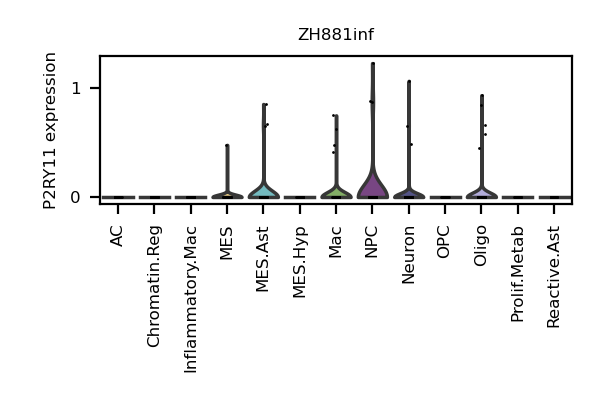 ZH881inf
P2RY11 expression
1
0
AC
Chromatin.Reg
Inflammatory.Mac
MES
MES.Ast
MES.Hyp
Mac
NPC
Neuron
OPC
Oligo
Prolif.Metab
Reactive.Ast